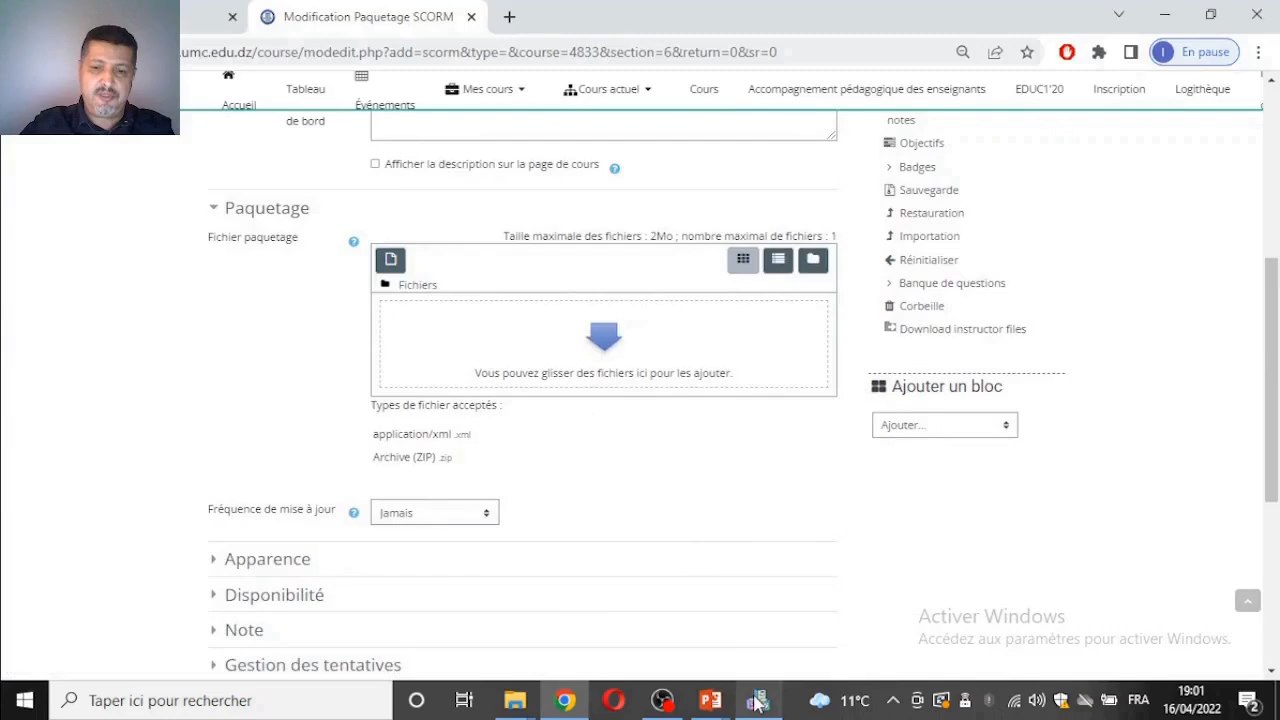 Modification Paquetage SCORM
umc.edu.dz/course/modedit.php?add=scorm&type=&course=4833&section=6&return=0&sr=0
En pause
Accueil
Tableau
de bord
Événements
Mes cours
Cours actuel
Cours
Accompagnement pédagogique des enseignants
EDUC1'20
Inscription
Logithèque
Afficher la description sur la page de cours
Paquetage
Fichier paquetage
Taille maximale des fichiers : 2Mo ; nombre maximal de fichiers : 1
Fichiers
Vous pouvez glisser des fichiers ici pour les ajouter.
Types de fichier acceptés :
application/xml .xml
Archive (ZIP) .zip
Fréquence de mise à jour
Jamais
Apparence
Disponibilité
Note
Gestion des tentatives
notes
Objectifs
Badges
Sauvegarde
Restauration
Importation
Réinitialiser
Banque de questions
Corbeille
Download instructor files
Ajouter un bloc
Ajouter...
Activer Windows
Accédez aux paramètres pour activer Windows.
Taper ici pour rechercher
11°C
FRA
19:01
16/04/2022
2